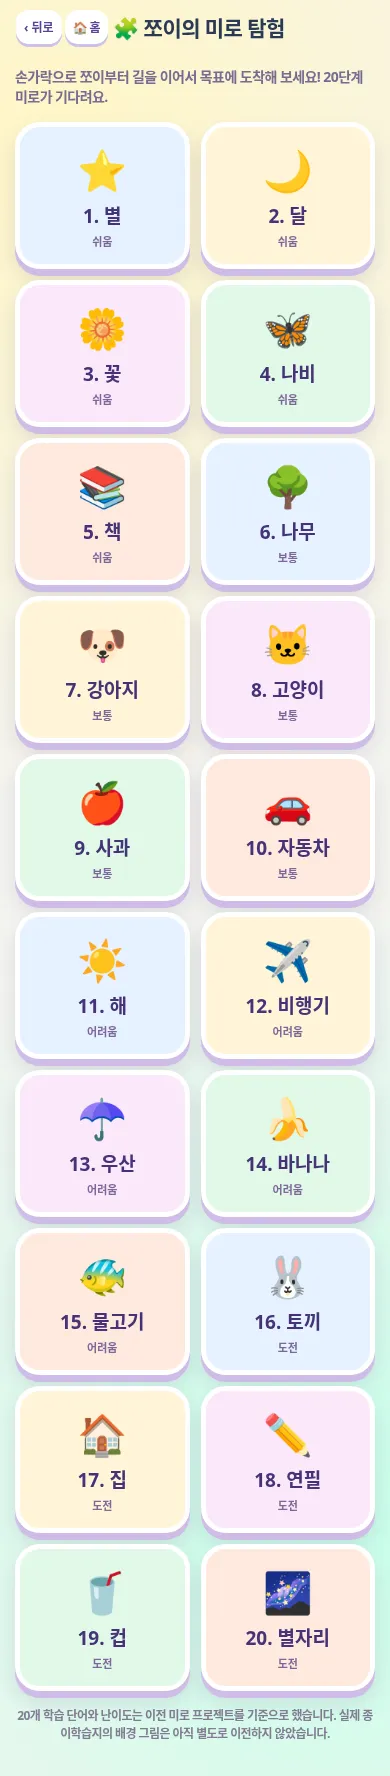 ‹ 뒤로 🏠 홈 🧩 쪼이의 미로 탐험
손가락으로 쪼이부터 길을 이어서 목표에 도착해 보세요! 20단계
미로가 기다려요.
1. 별
쉬움
2. 달
쉬움
3. 꽃
쉬움
4. 나비
쉬움
5. 책
쉬움
6. 나무
보통
7. 강아지
보통
8. 고양이
보통
9. 사과
보통
10. 자동차
보통
11. 해
어려움
12. 비행기
어려움
13. 우산
어려움
14. 바나나
어려움
15. 물고기
어려움
16. 토끼
도전
17. 집
도전
18. 연필
도전
19. 컵
도전
20. 별자리
도전
20개 학습 단어와 난이도는 이전 미로 프로젝트를 기준으로 했습니다. 실제 종
이학습지의 배경 그림은 아직 별도로 이전하지 않았습니다.